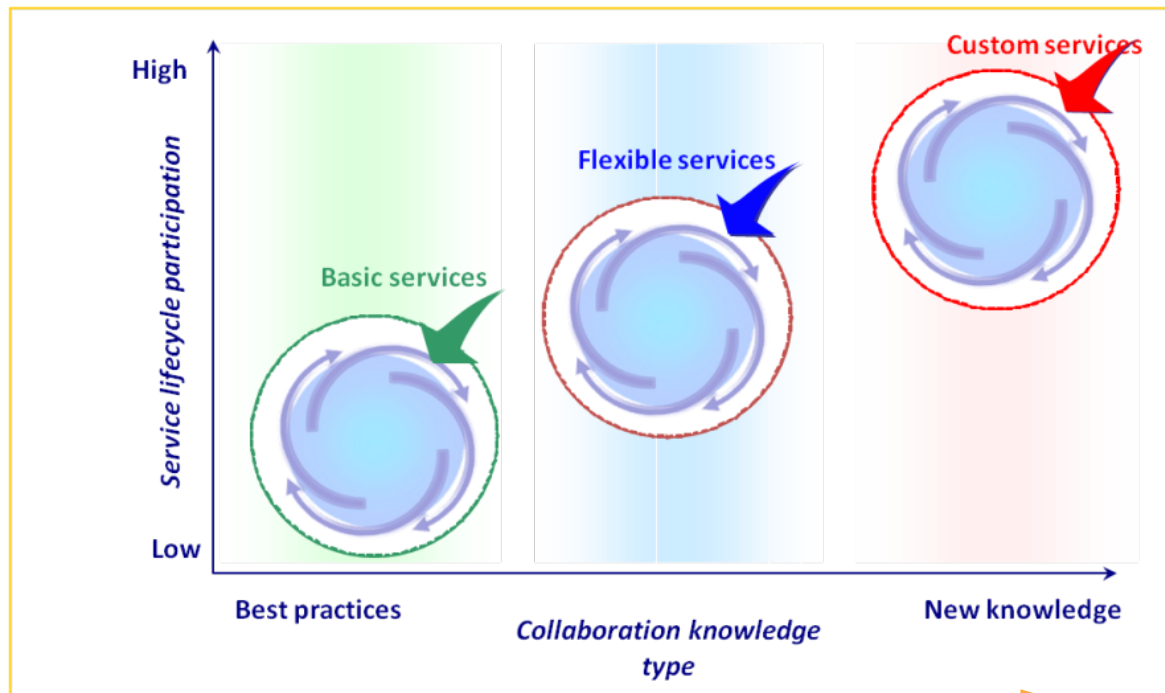 Custom services
High
Flexible services
Service lifecycle participation
Basic services
Low
Best practices
New knowledge
Collaboration knowledge
type